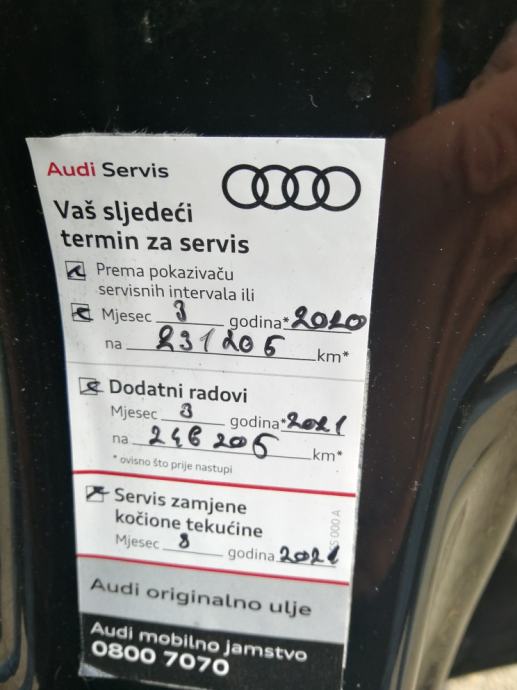 Audi Servis
Vaš sljedeći
termin za servis
Prema pokazivaču
servisnih intervala ili
Mjesec 3 godina* 2020
na 231206 km*
Dodatni radovi
Mjesec 3 godina* 2021
na 246206 km*
* ovisno što prije nastupi
Servis zamjene
kočione tekućine
Mjesec 8 godina 2021
Audi originalno ulje
Audi mobilno jamstvo
0800 7070